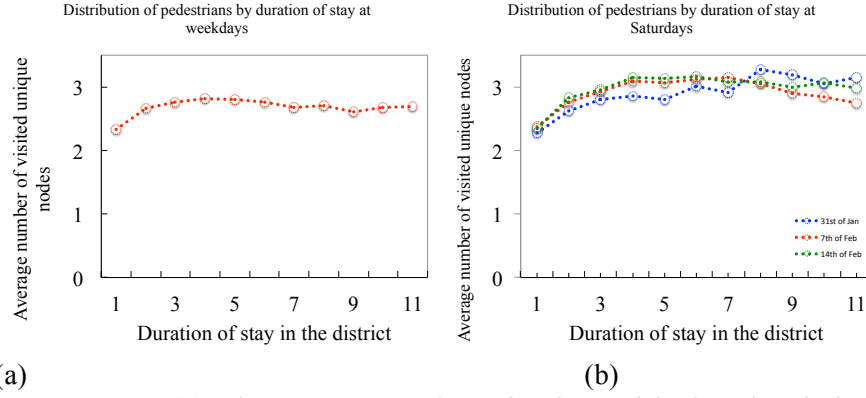 Distribution of pedestrians by duration of stay at
weekdays
Average number of visited unique
nodes
3
2
1
0
1 3 5 7 9 11
Duration of stay in the district
(a)
Distribution of pedestrians by duration of stay at
Saturdays
Average number of visited unique nodes
3
2
1
0
31st of Jan
7th of Feb
14th of Feb
1 3 5 7 9 11
Duration of stay in the district
(b)